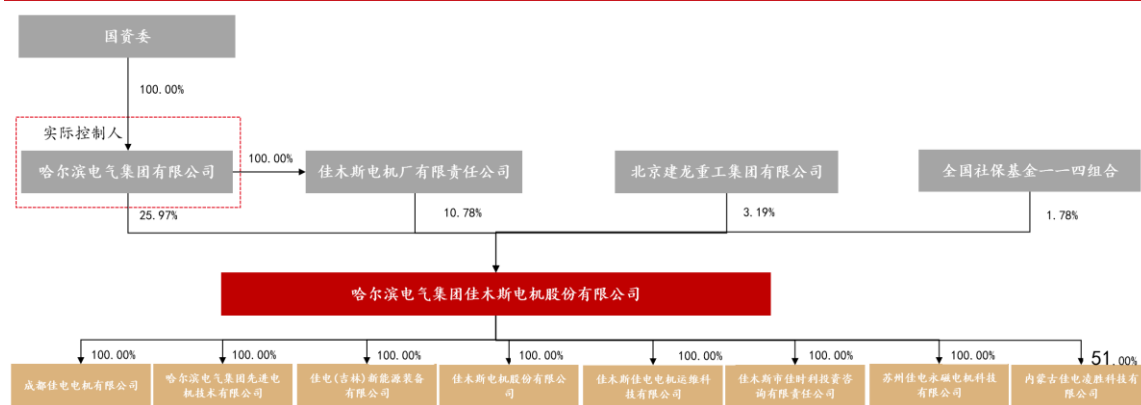 国资委
100.00%
实际控制人
哈尔滨电气集团有限公司
100.00%
佳木斯电机厂有限责任公司
北京建龙重工集团有限公司
全国社保基金一一四组合
25.97%
10.78%
3.19%
1.78%
哈尔滨电气集团佳木斯电机股份有限公司
100.00%
100.00%
100.00%
100.00%
100.00%
100.00%
100.00%
51.00%
成都佳电电机有限公司
哈尔滨电气集团先进电
机技术有限公司
佳电(吉林)新能源装备
有限公司
佳木斯电机股份有限公
司
佳木斯佳电电机运维科
技有限公司
佳木斯市佳时利投资咨
询有限责任公司
苏州佳电永磁电机科技
有限公司
内蒙古佳电凌胜科技有
限公司